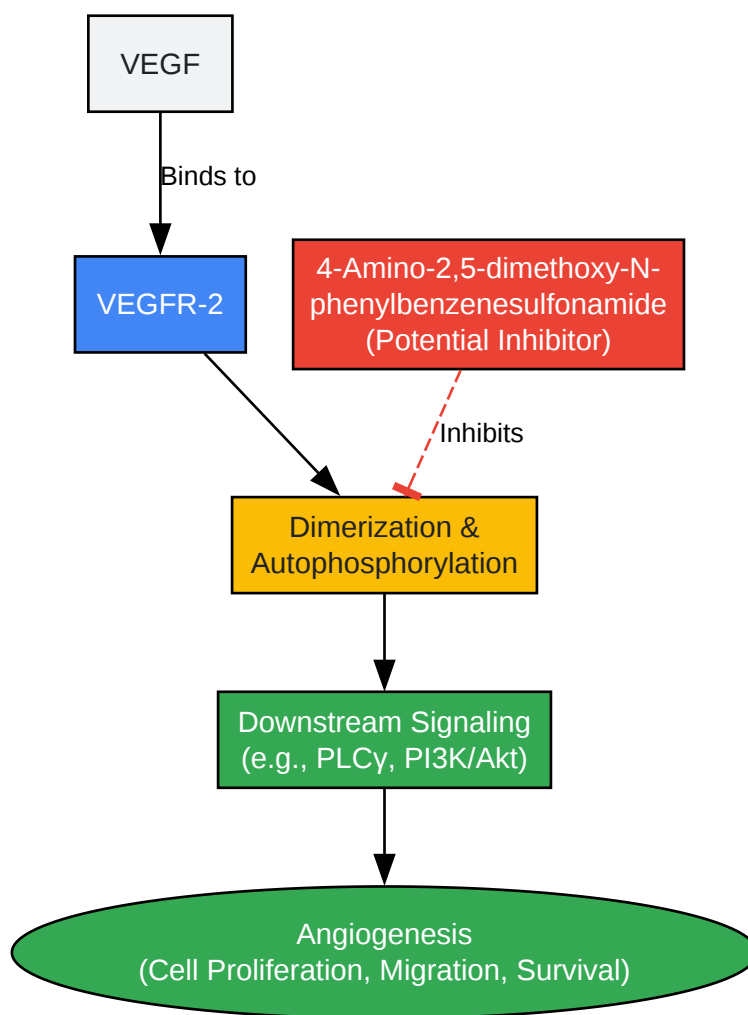 VEGF
Binds to
VEGFR-2
4-Amino-2,5-dimethoxy-N-
phenylbenzenesulfonamide
(Potential Inhibitor)
Inhibits
Dimerization &
Autophosphorylation
Downstream Signaling
(e.g., PLCγ, PI3K/Akt)
Angiogenesis
(Cell Proliferation, Migration, Survival)